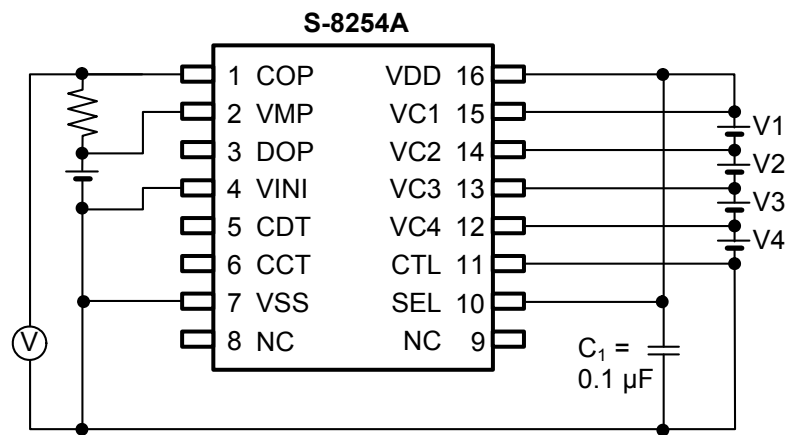 S-8254A
1 COP VDD 16
2 VMP VC1 15
3 DOP VC2 14
4 VINI VC3 13
5 CDT VC4 12
6 CCT CTL 11
7 VSS SEL 10
8 NC NC 9
V1
V2
V3
V4
V
C₁ =
0.1 μF